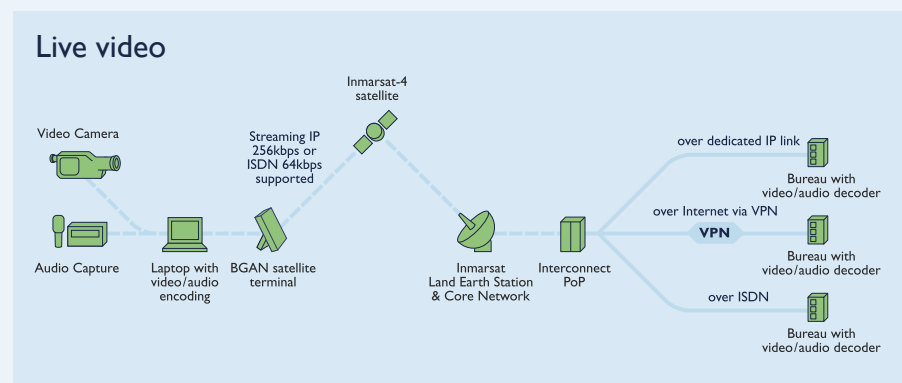 Live video
Inmarsat-4
satellite
Video Camera
Streaming IP
256kbps or
ISDN 64kbps
supported
over dedicated IP link
Bureau with
video/audio decoder
over Internet via VPN
VPN
Audio Capture
Laptop with
video/audio
encoding
BGAN satellite
terminal
Inmarsat
Land Earth Station
& Core Network
Interconnect
PoP
Bureau with
video/audio decoder
over ISDN
Bureau with
video/audio decoder